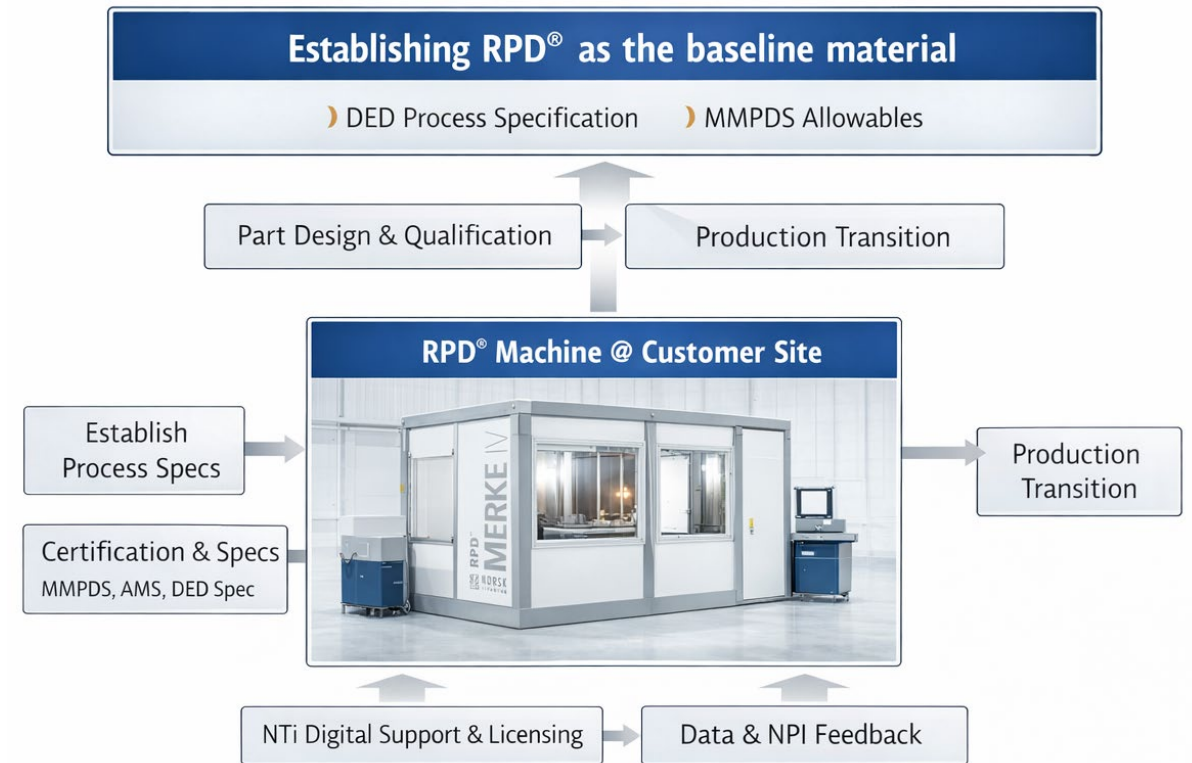 Establishing RPD® as the baseline material
DED Process Specification
MMPDS Allowables
Part Design & Qualification
Production Transition
RPD® Machine @ Customer Site
Establish
Process Specs
Certification & Specs
MMPDS, AMS, DED Spec
RPD™
MERKE IV
NORSK
Production
Transition
NTi Digital Support & Licensing
Data & NPI Feedback